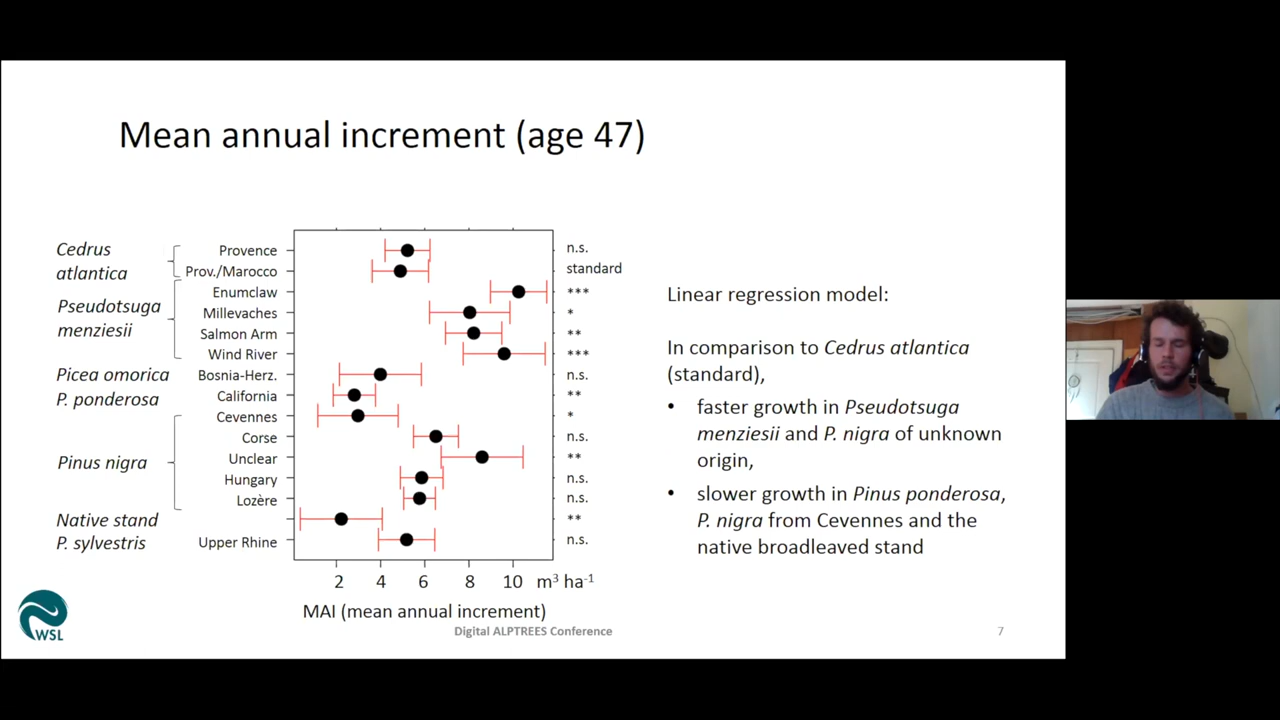 Mean annual increment (age 47)
Cedrus
atlantica
Pseudotsuga
menziesii
Picea omorica
P. ponderosa
Pinus nigra
Native stand
P. sylvestris
Provence
Prov./Marocco
Enumclaw
Millevaches
Salmon Arm
Wind River
Bosnia-Herz.
California
Cevennes
Corse
Unclear
Hungary
Lozère
Upper Rhine
n.s.
standard
***
*
**
***
n.s.
**
*
n.s.
**
n.s.
n.s.
**
n.s.
2 4 6 8 10 m³ ha⁻¹
MAI (mean annual increment)
Linear regression model:
In comparison to Cedrus atlantica
(standard),
• faster growth in Pseudotsuga
menziesii and P. nigra of unknown
origin,
• slower growth in Pinus ponderosa,
P. nigra from Cevennes and the
native broadleaved stand
WSL
Digital ALPTREES Conference
7